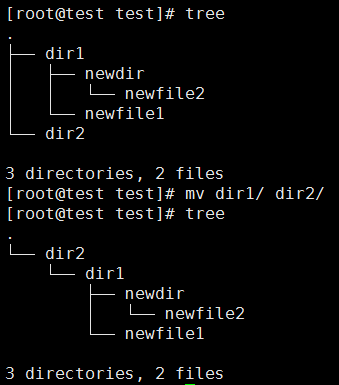 [root@test test]# tree
.
├── dir1
│   ├── newdir
│   │   └── newfile2
│   └── newfile1
└── dir2

3 directories, 2 files
[root@test test]# mv dir1/ dir2/
[root@test test]# tree
.
└── dir2
    └── dir1
        ├── newdir
        │   └── newfile2
        └── newfile1

3 directories, 2 files